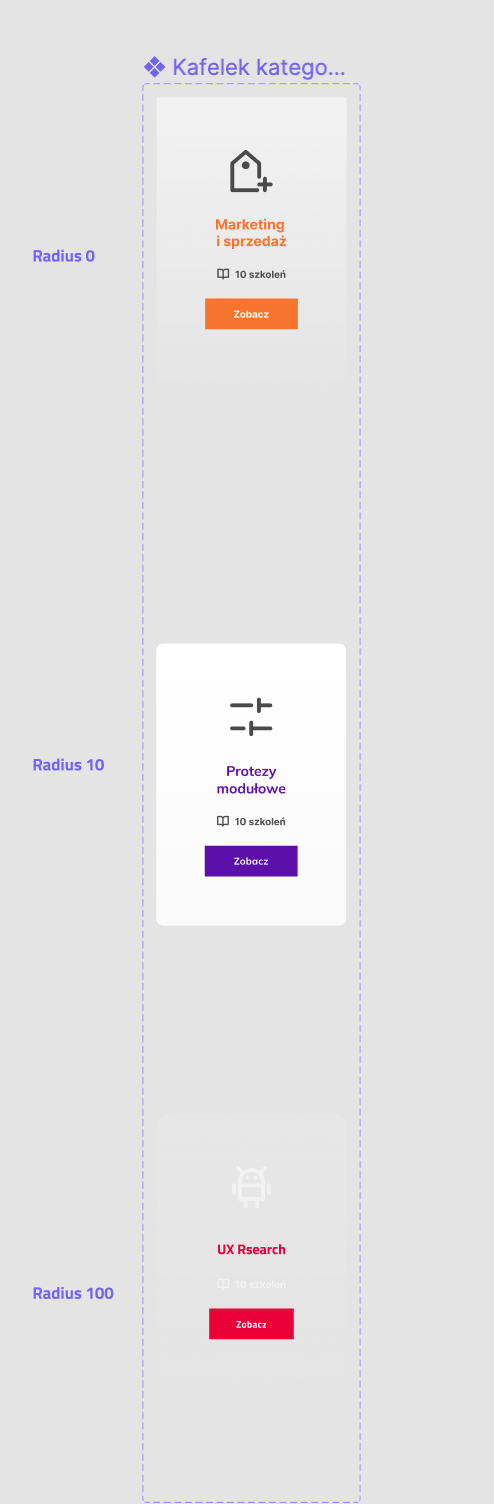 Kafelek katego...
Radius 0
Marketing
i sprzedaż
10 szkoleń
Zobacz
Radius 10
Protezy
modułowe
10 szkoleń
Zobacz
Radius 100
UX Rsearch
10 szkoleń
Zobacz